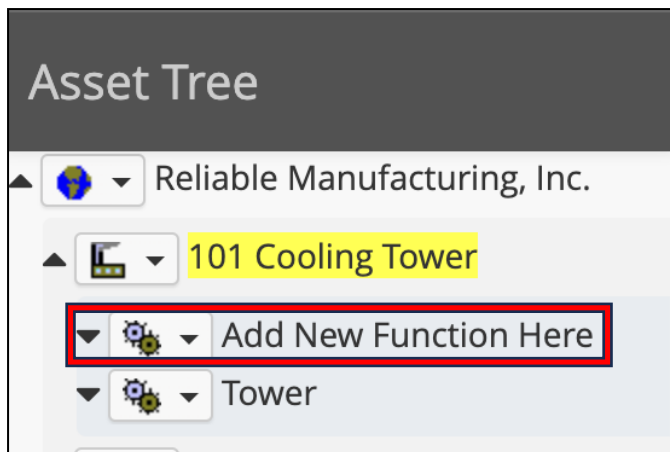 Asset Tree
Reliable Manufacturing, Inc.
101 Cooling Tower
Add New Function Here
Tower